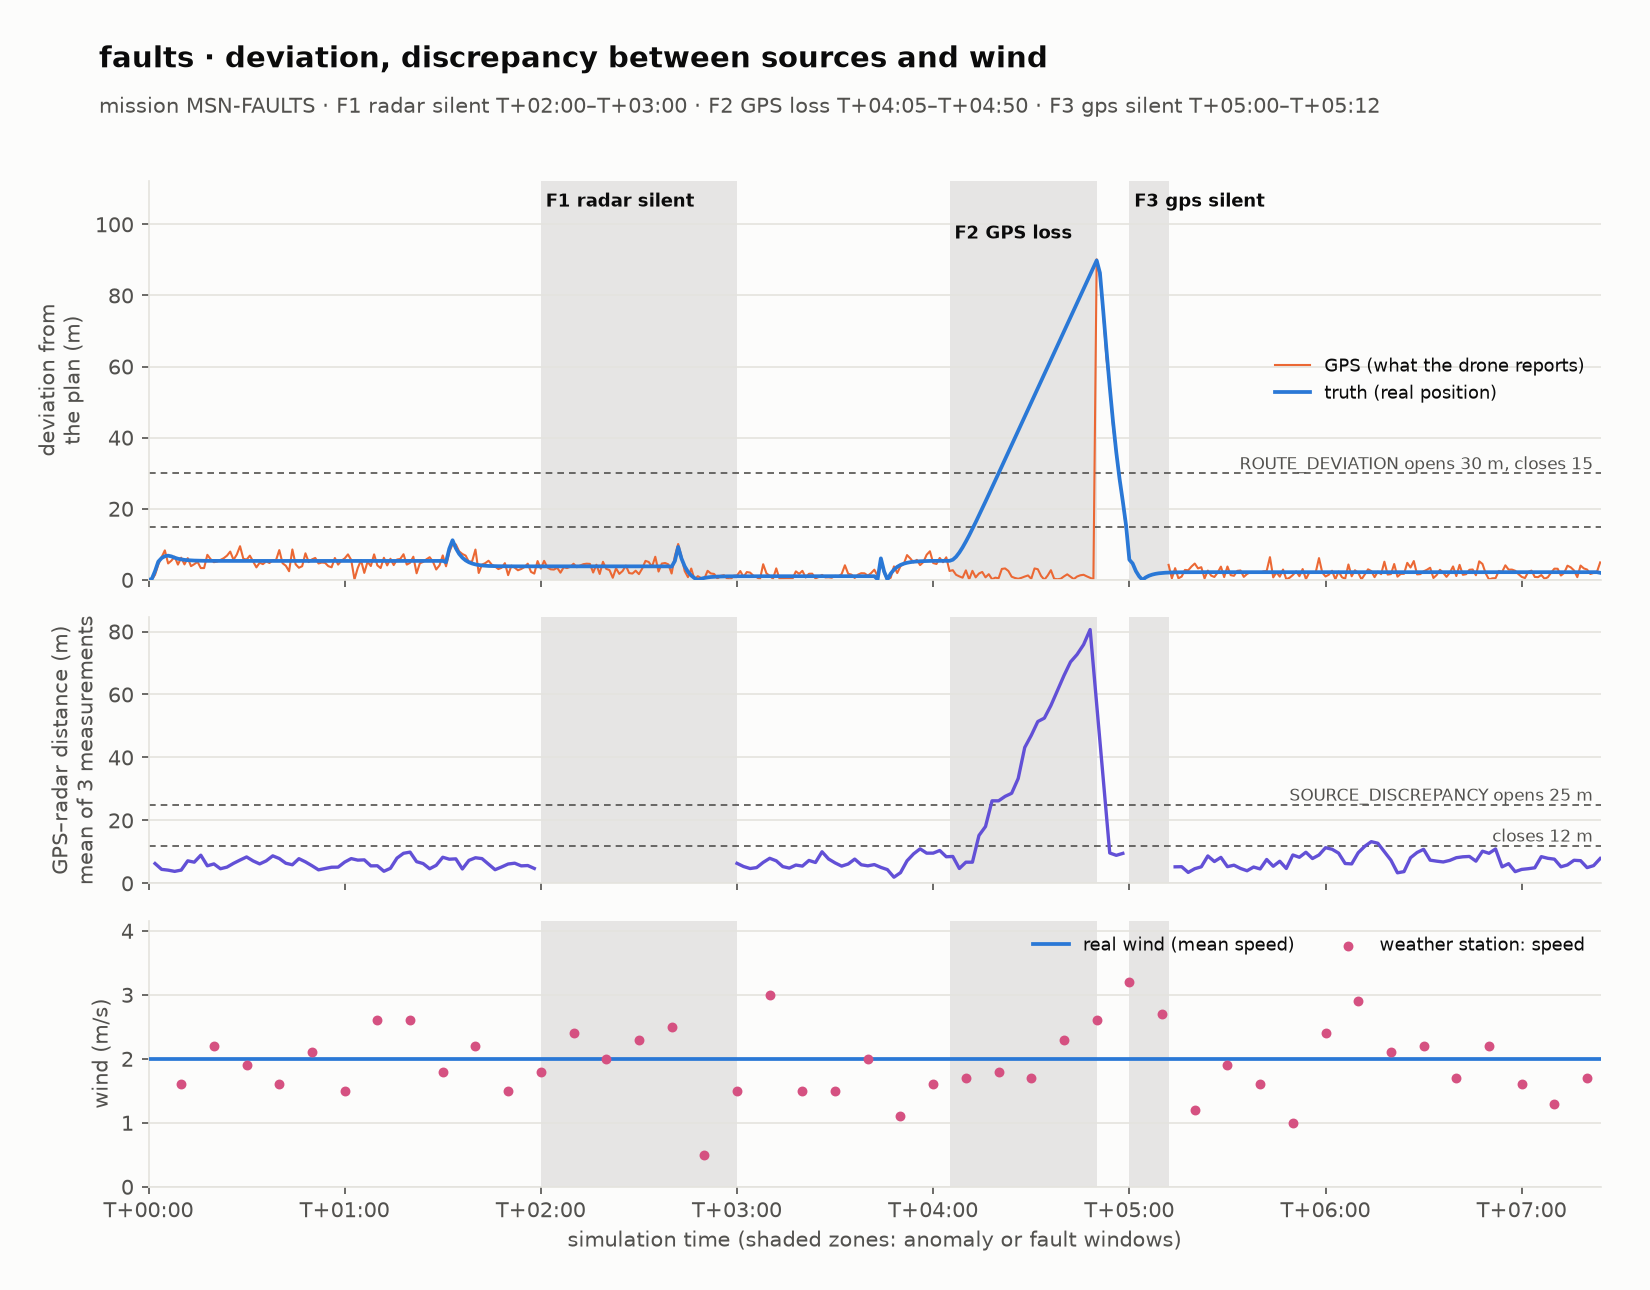 faults · deviation, discrepancy between sources and wind
mission MSN-FAULTS · F1 radar silent T+02:00–T+03:00 · F2 GPS loss T+04:05–T+04:50 · F3 gps silent T+05:00–T+05:12
F1 radar silent
F2 GPS loss
F3 gps silent
100
80
60
40
20
0
deviation from
the plan (m)
GPS (what the drone reports)
truth (real position)
ROUTE_DEVIATION opens 30 m, closes 15
80
60
40
20
0
GPS–radar distance (m)
mean of 3 measurements
SOURCE_DISCREPANCY opens 25 m
closes 12 m
4
3
2
1
0
wind (m/s)
real wind (mean speed)
weather station: speed
T+00:00
T+01:00
T+02:00
T+03:00
T+04:00
T+05:00
T+06:00
T+07:00
simulation time (shaded zones: anomaly or fault windows)